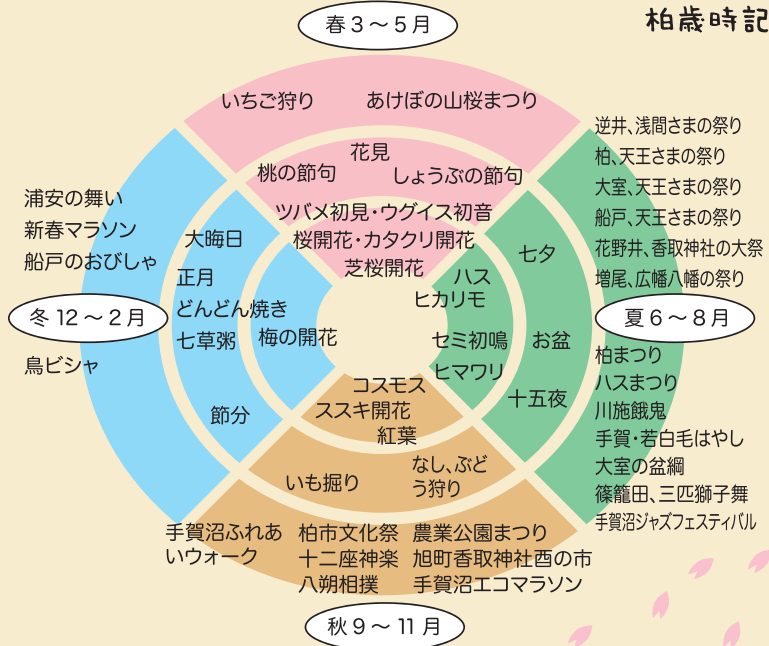 柏歳時記
春3〜5月
いちご狩り
あけぼの山桜まつり
花見
桃の節句
しょうぶの節句
ツバメ初見・ウグイス初音
桜開花・カタクリ開花
芝桜開花
逆井、浅間さまの祭り
柏、天王さまの祭り
大室、天王さまの祭り
船戸、天王さまの祭り
花野井、香取神社の大祭
増尾、広幡八幡の祭り
夏6〜8月
柏まつり
ハスまつり
川施餓鬼
手賀・若白毛はやし
大室の盆綱
篠籠田、三匹獅子舞
手賀沼ジャズフェスティバル
七夕
お盆
十五夜
ハス
ヒカリモ
セミ初鳴
ヒマワリ
コスモス
ススキ開花
紅葉
いも掘り
なし、ぶど
う狩り
手賀沼ふれあ
いウォーク
柏市文化祭
十二座神楽
八朔相撲
農業公園まつり
旭町香取神社酉の市
手賀沼エコマラソン
秋9〜11月
浦安の舞い
新春マラソン
船戸のおびしゃ
冬12〜2月
鳥ビシャ
大晦日
正月
どんどん焼き
七草粥
節分
梅の開花